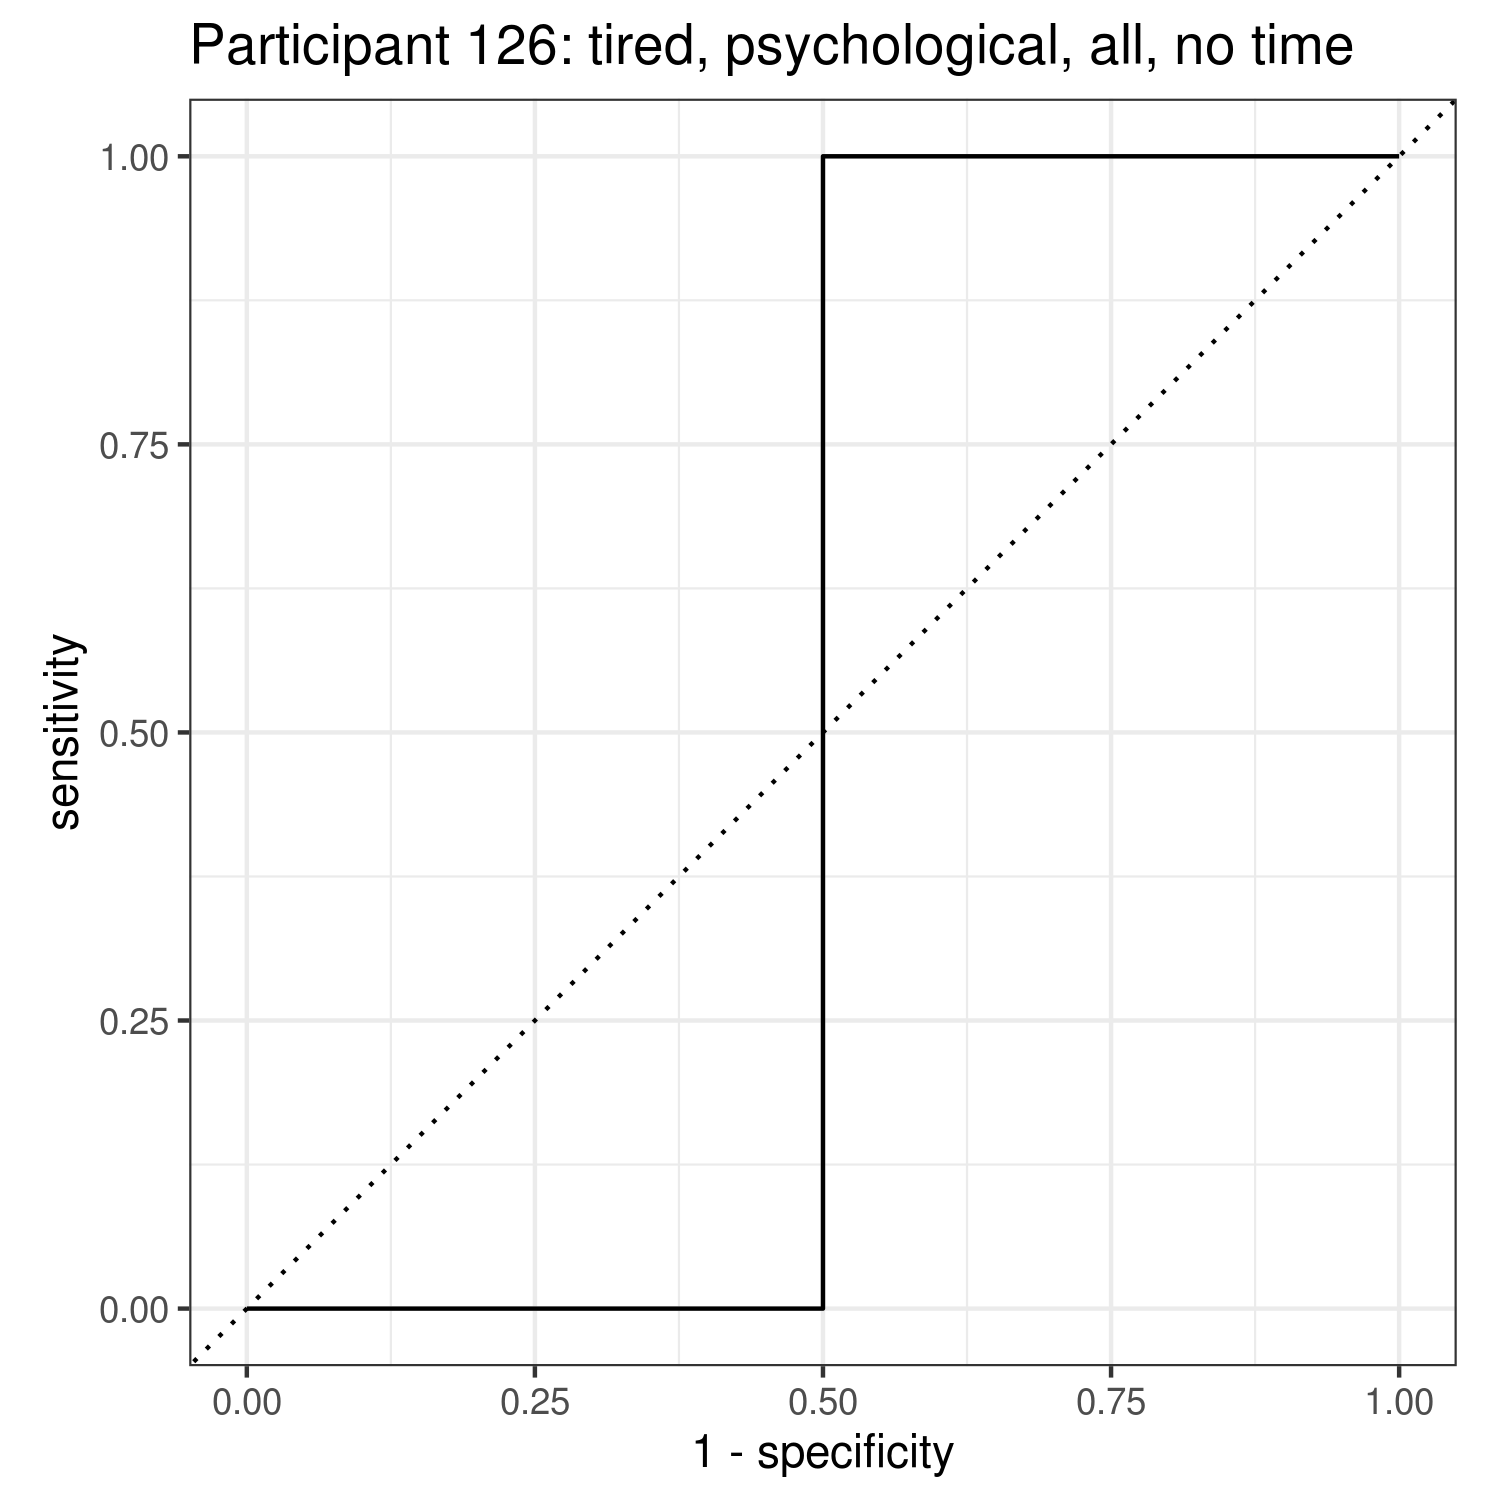 Participant 126: tired, psychological, all, no time
1.00
0.75
0.50
0.25
0.00
sensitivity
0.00 0.25 0.50 0.75 1.00
1 - specificity